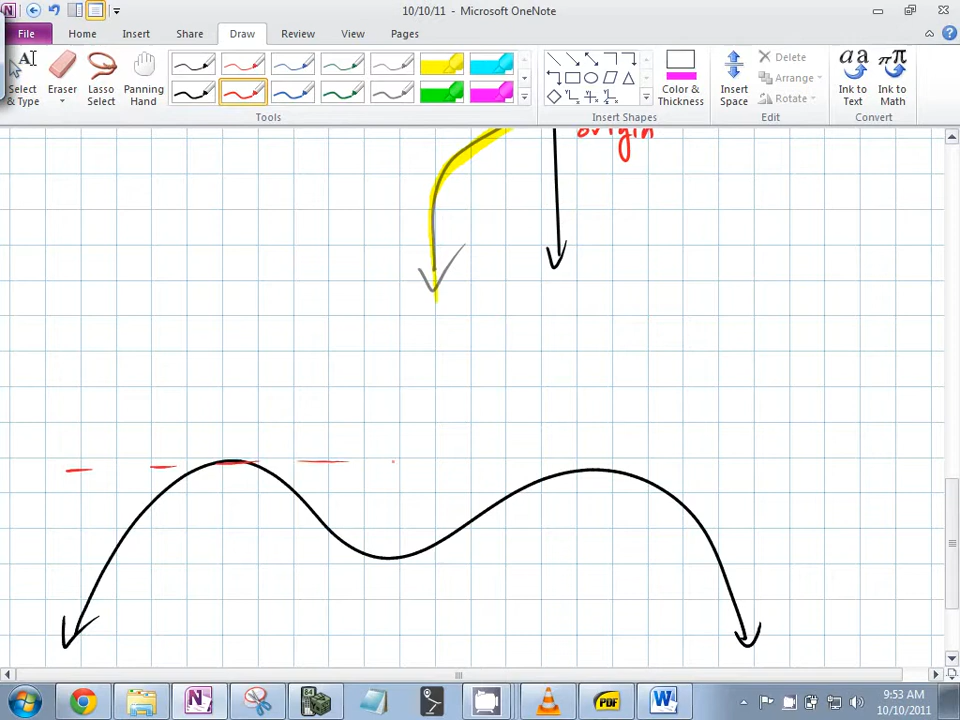 10/10/11 - Microsoft OneNote
File Home Insert Share Draw Review View Pages
Select & Type
Eraser
Lasso Select
Panning Hand
Color & Thickness
Insert Space
Delete
Arrange
Rotate
Ink to Text
Ink to Math
Tools Insert Shapes Edit Convert
origin
PDF
9:53 AM
10/10/2011